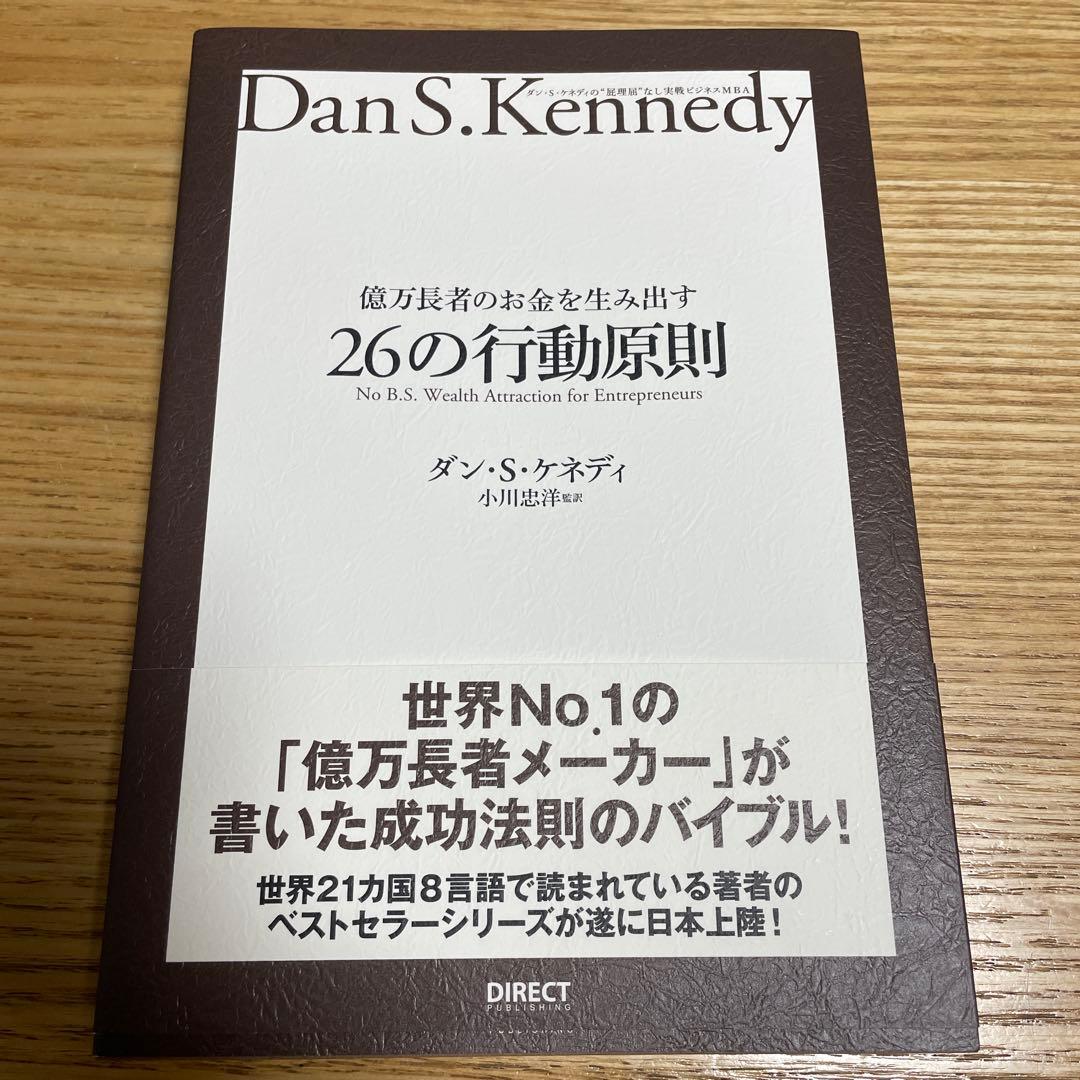 ダン・S・ケネディの“屁理屈”なし実戦ビジネスMBA
Dan S. Kennedy
億万長者のお金を生み出す
26の行動原則
No B.S. Wealth Attraction for Entrepreneurs
ダン・S・ケネディ
小川忠洋 監訳
世界No.1の
「億万長者メーカー」が
書いた成功法則のバイブル!
世界21カ国8言語で読まれている著者の
ベストセラーシリーズが遂に日本上陸!
DIRECT
PUBLISHING